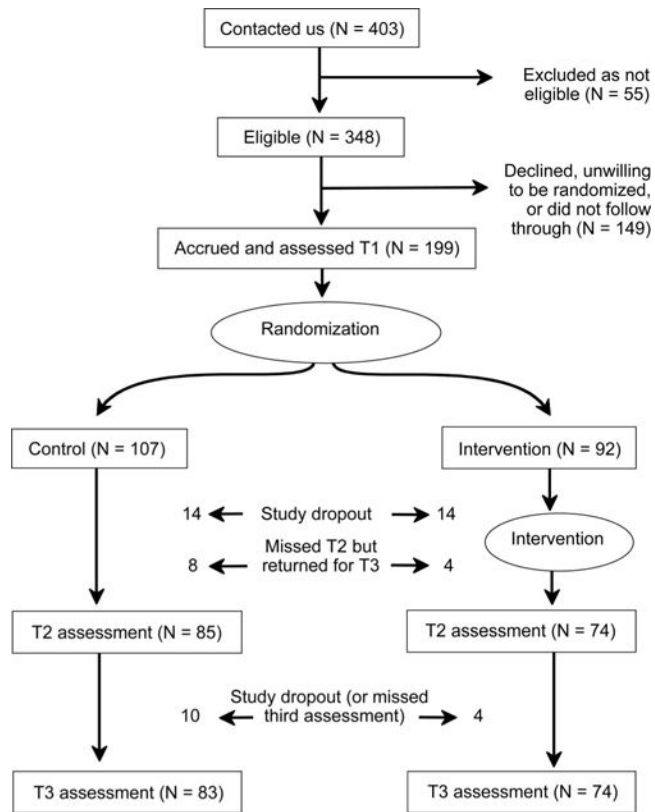 Contacted us (N = 403)
Excluded as not
eligible (N = 55)
Eligible (N = 348)
Declined, unwilling
to be randomized,
or did not follow
through (N = 149)
Accrued and assessed T1 (N = 199)
Randomization
Control (N = 107)
Intervention (N = 92)
14 Study dropout 14
Missed T2 but
8 returned for T3 4
Intervention
T2 assessment (N = 85)
T2 assessment (N = 74)
Study dropout (or missed
10 third assessment) 4
T3 assessment (N = 83)
T3 assessment (N = 74)